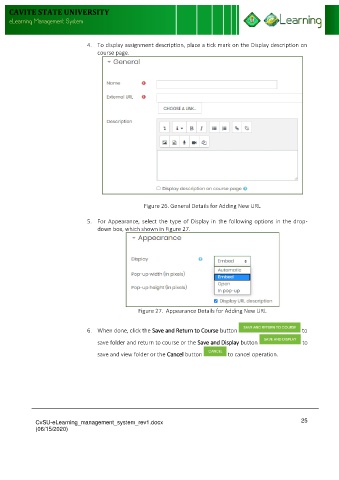 CAVITE STATE UNIVERSITY
eLearning Management System
eLearning
4. To display assignment description, place a tick mark on the Display description on
course page.
General
Name
External URL
CHOOSE A LINK...
Description
Display description on course page
Figure 26. General Details for Adding New URL
5. For Appearance, select the type of Display in the following options in the drop-
down box, which shown in Figure 27.
Appearance
Display
Embed
Automatic
Embed
Open
In pop-up
Pop-up width (in pixels)
Pop-up height (in pixels)
Display URL description
Figure 27. Appearance Details for Adding New URL
6. When done, click the Save and Return to Course button SAVE AND RETURN TO COURSE to
save folder and return to course or the Save and Display button SAVE AND DISPLAY to
save and view folder or the Cancel button CANCEL to cancel operation.
CvSU-eLearning_management_system_rev1.docx
(06/15/2020)
25